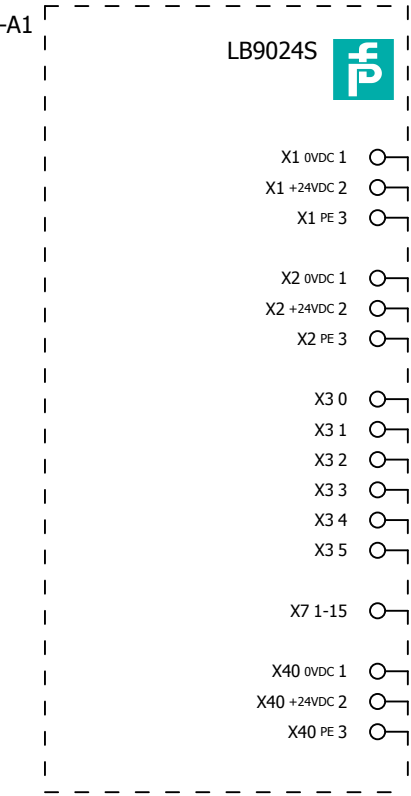 -A1
LB9024S
X1 0VDC 1
X1 +24VDC 2
X1 PE 3
X2 0VDC 1
X2 +24VDC 2
X2 PE 3
X3 0
X3 1
X3 2
X3 3
X3 4
X3 5
X7 1-15
X40 0VDC 1
X40 +24VDC 2
X40 PE 3